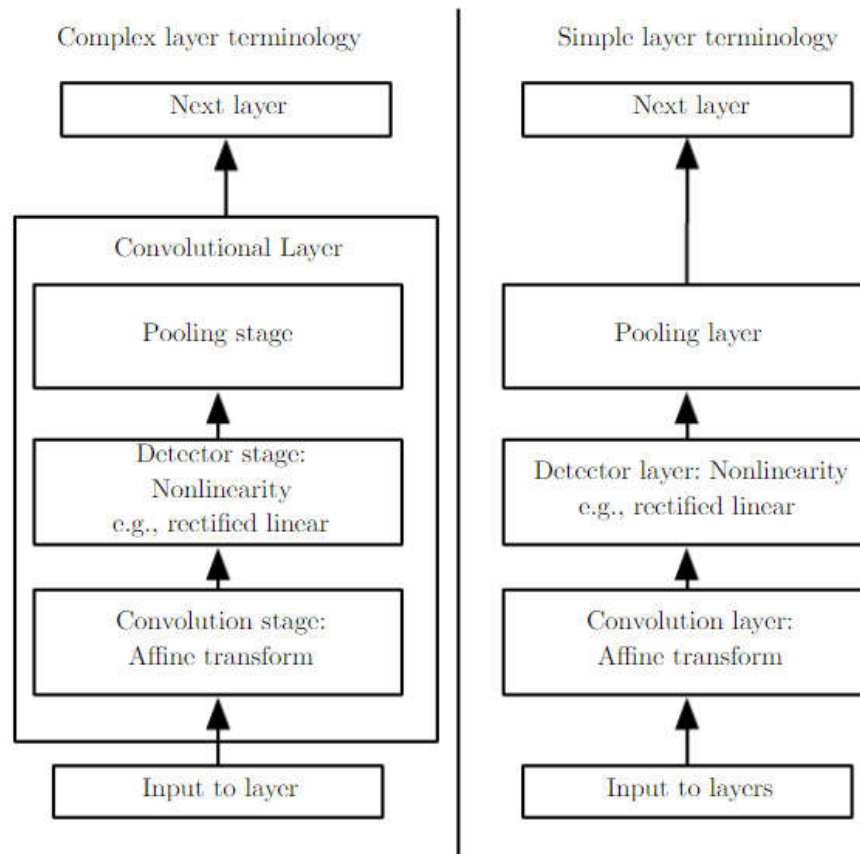 Complex layer terminology
Next layer
Convolutional Layer
Pooling stage
Detector stage:
Nonlinearity
e.g., rectified linear
Convolution stage:
Affine transform
Input to layer
Simple layer terminology
Next layer
Pooling layer
Detector layer: Nonlinearity
e.g., rectified linear
Convolution layer:
Affine transform
Input to layers